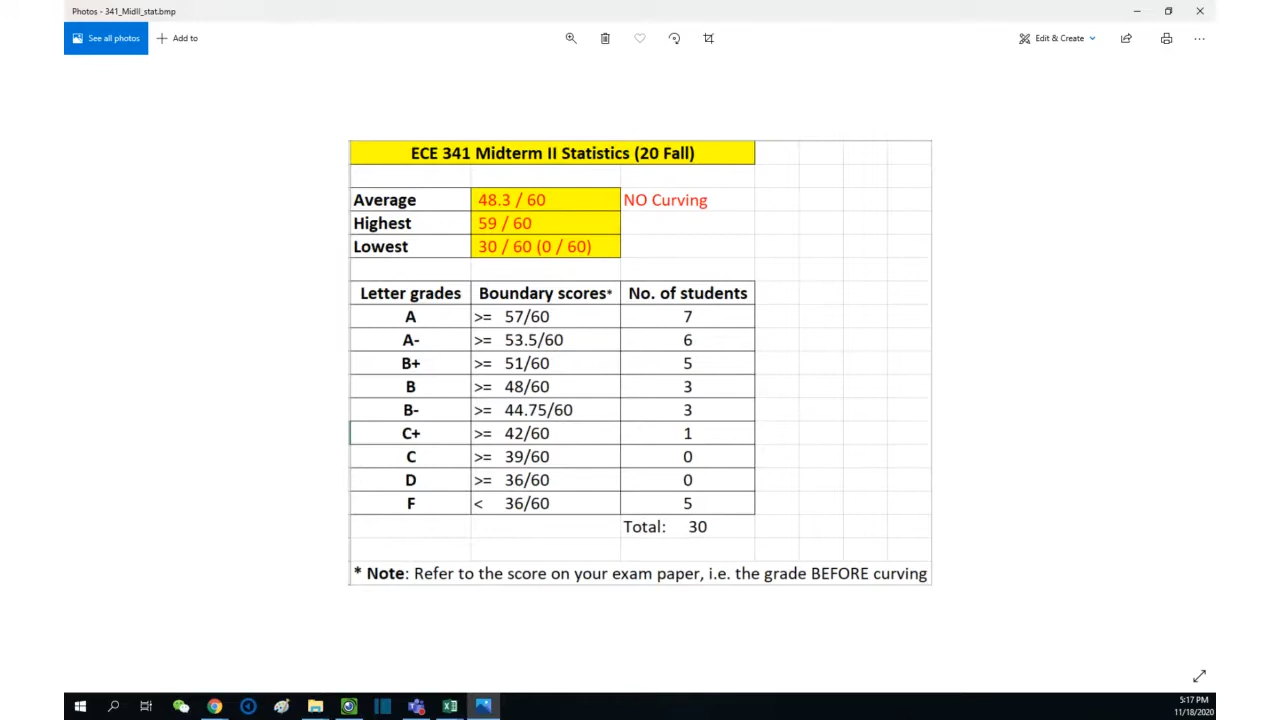 Photos - 341_MidII_stat.bmp
See all photos
Add to
Edit & Create
ECE 341 Midterm II Statistics (20 Fall)
Average 48.3 / 60 NO Curving
Highest 59 / 60
Lowest 30 / 60 (0 / 60)
Letter grades Boundary scores* No. of students
A >= 57/60 7
A- >= 53.5/60 6
B+ >= 51/60 5
B >= 48/60 3
B- >= 44.75/60 3
C+ >= 42/60 1
C >= 39/60 0
D >= 36/60 0
F < 36/60 5
Total: 30
* Note: Refer to the score on your exam paper, i.e. the grade BEFORE curving
5:17 PM
11/18/2020